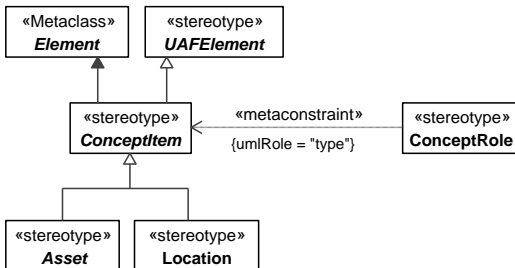 «Metaclass»
Element
«stereotype»
UAFElement
«stereotype»
ConceptItem
«metaconstraint»
{umlRole = "type"}
«stereotype»
ConceptRole
«stereotype»
Asset
«stereotype»
Location